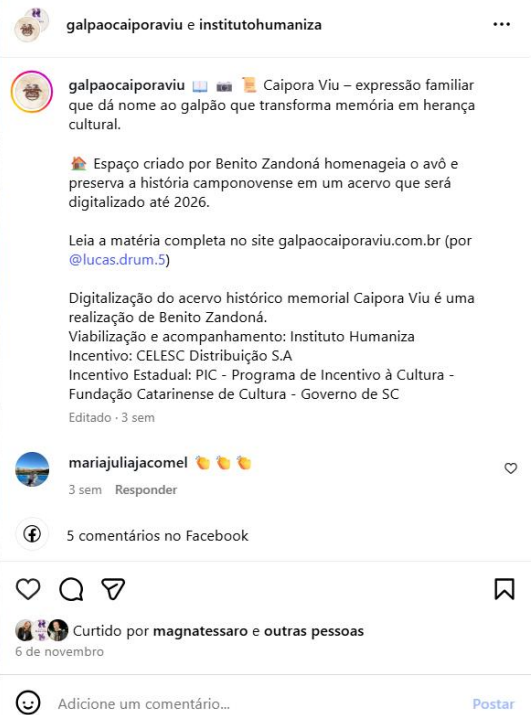 galpaocaiporaviu e institutohumaniza
galpaocaiporaviu 📖 📷 📜 Caipora Viu – expressão familiar
que dá nome ao galpão que transforma memória em herança
cultural.
🏠 Espaço criado por Benito Zandoná homenageia o avô e
preserva a história camponovense em um acervo que será
digitalizado até 2026.
Leia a matéria completa no site galpaocaiporaviu.com.br (por
@lucas.drum.5)
Digitalização do acervo histórico memorial Caipora Viu é uma
realização de Benito Zandoná.
Viabilização e acompanhamento: Instituto Humaniza
Incentivo: CELESC Distribuição S.A
Incentivo Estadual: PIC - Programa de Incentivo à Cultura -
Fundação Catarinense de Cultura - Governo de SC
Editado · 3 sem
mariajuliajacomel 👏 👏 👏
3 sem Responder
5 comentários no Facebook
Curtido por magnatessaro e outras pessoas
6 de novembro
Adicione um comentário... Postar